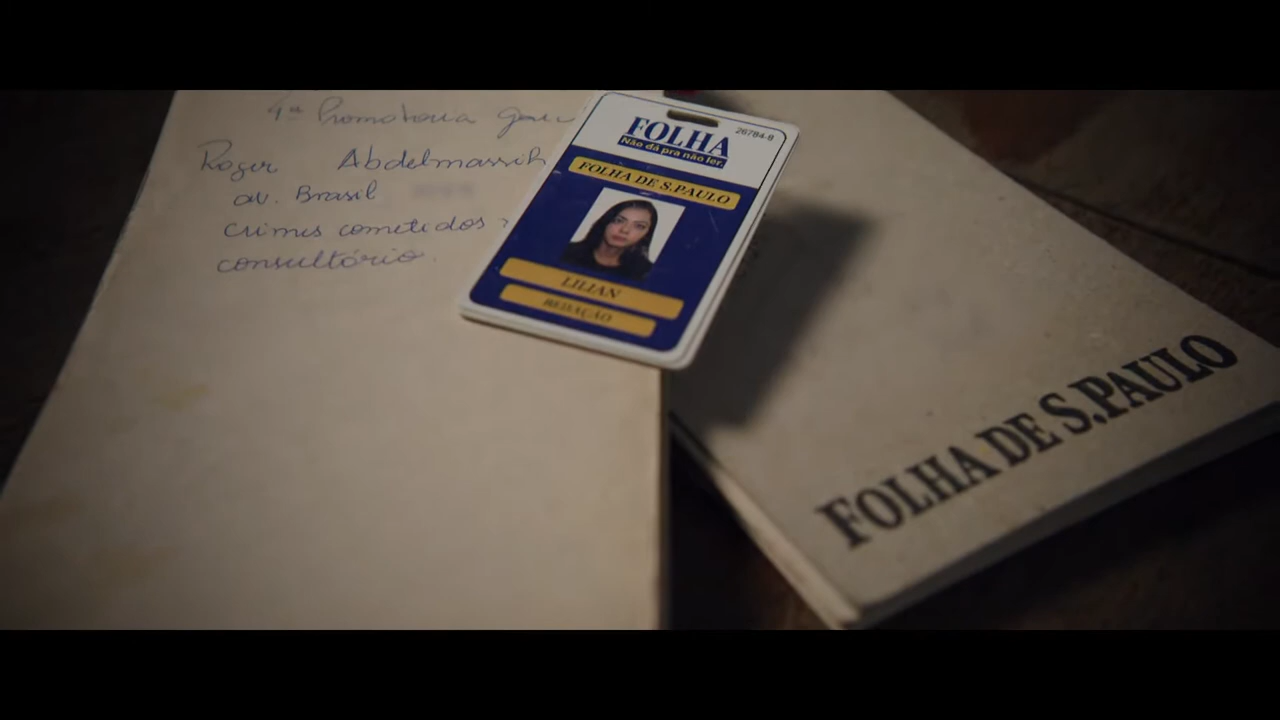 4ª Promotoria
Roger Abdelmassih
av. Brasil
crimes cometidos
consultório.
FOLHA
26784-9
Não dá pra não ler.
FOLHA DE S.PAULO
LILIAN
REDAÇÃO
FOLHA DE S.PAULO